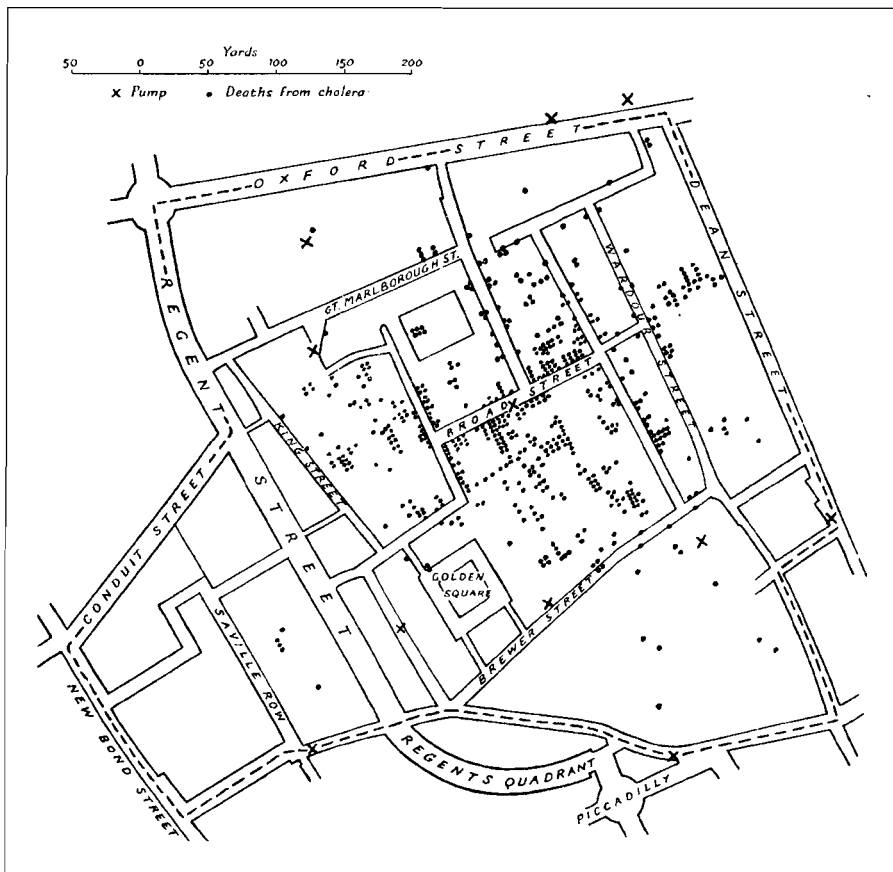 Yards
50 0 50 100 150 200
x Pump • Deaths from cholera
OXFORD STREET
DEAN STREET
REGENT STREET
GT. MARLBOROUGH ST.
WARDOUR STREET
BROAD STREET
KING STREET
CONDUIT STREET
GOLDEN
SQUARE
SAVILLE ROW
BREWER STREET
NEW BOND STREET
REGENTS QUADRANT
PICCADILLY